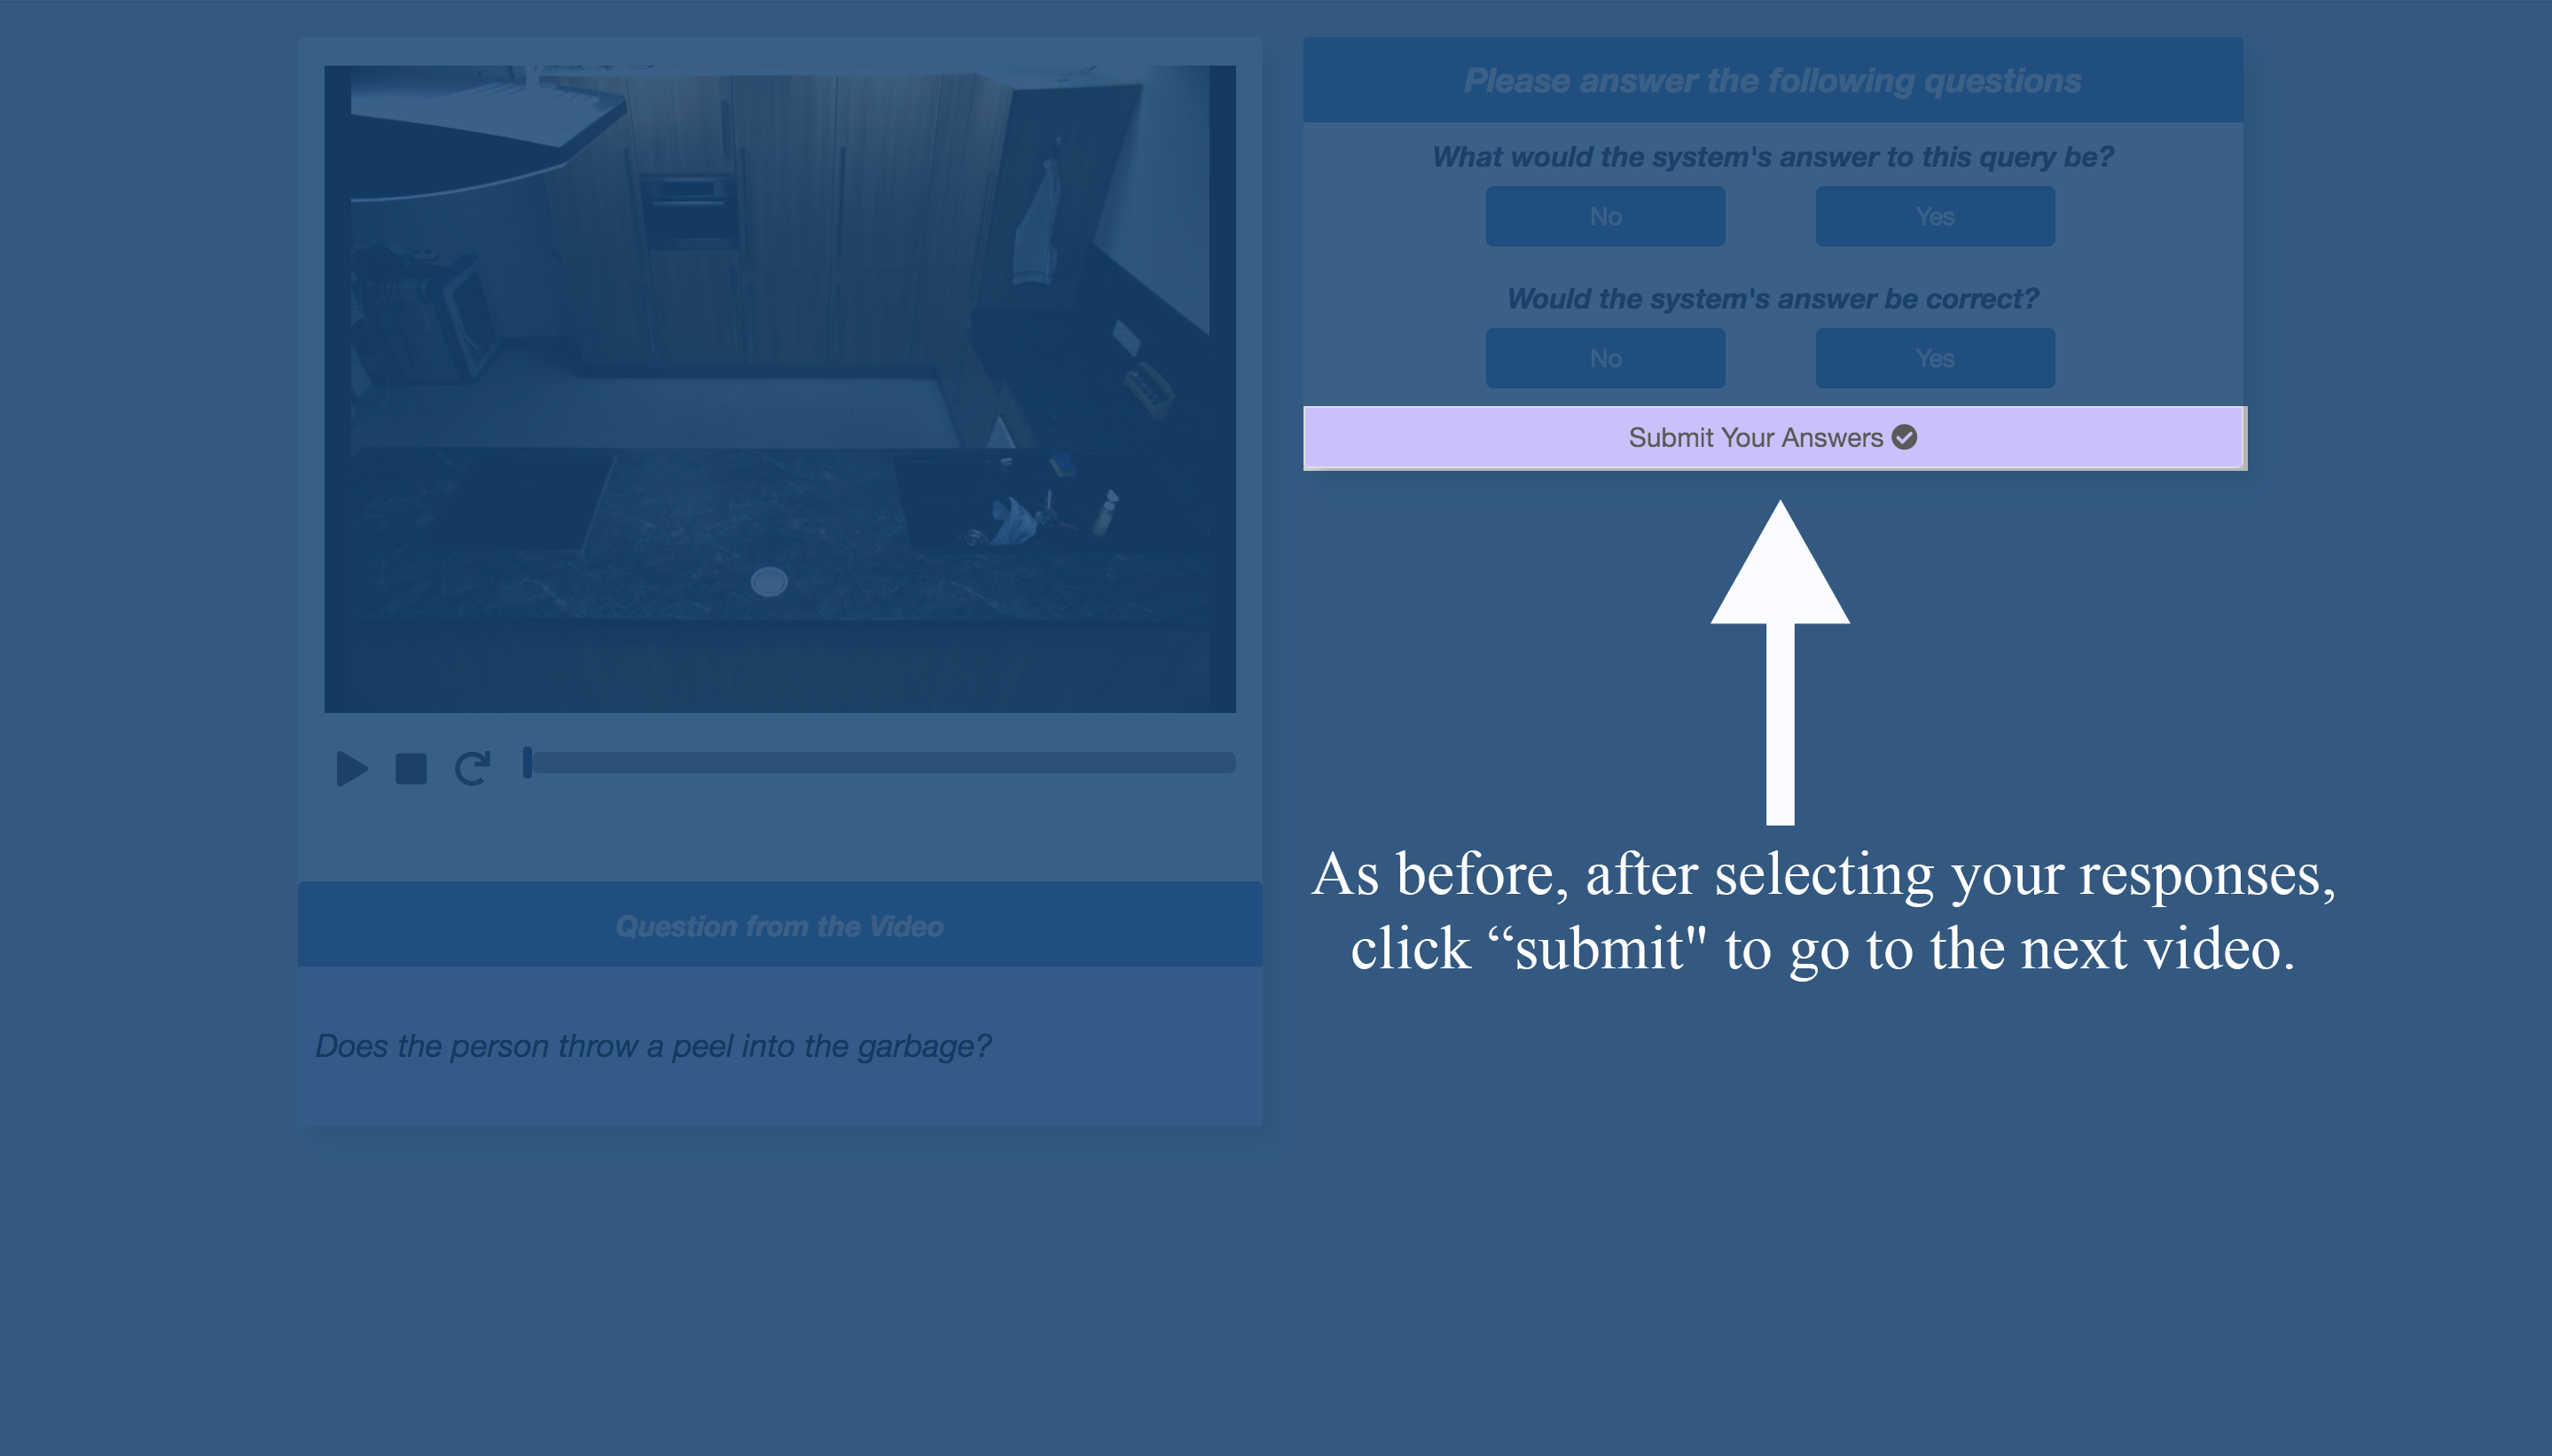 Please answer the following questions
What would the system's answer to this query be?
No
Yes
Would the system's answer be correct?
No
Yes
Submit Your Answers
As before, after selecting your responses,
click “submit" to go to the next video.
Question from the Video
Does the person throw a peel into the garbage?